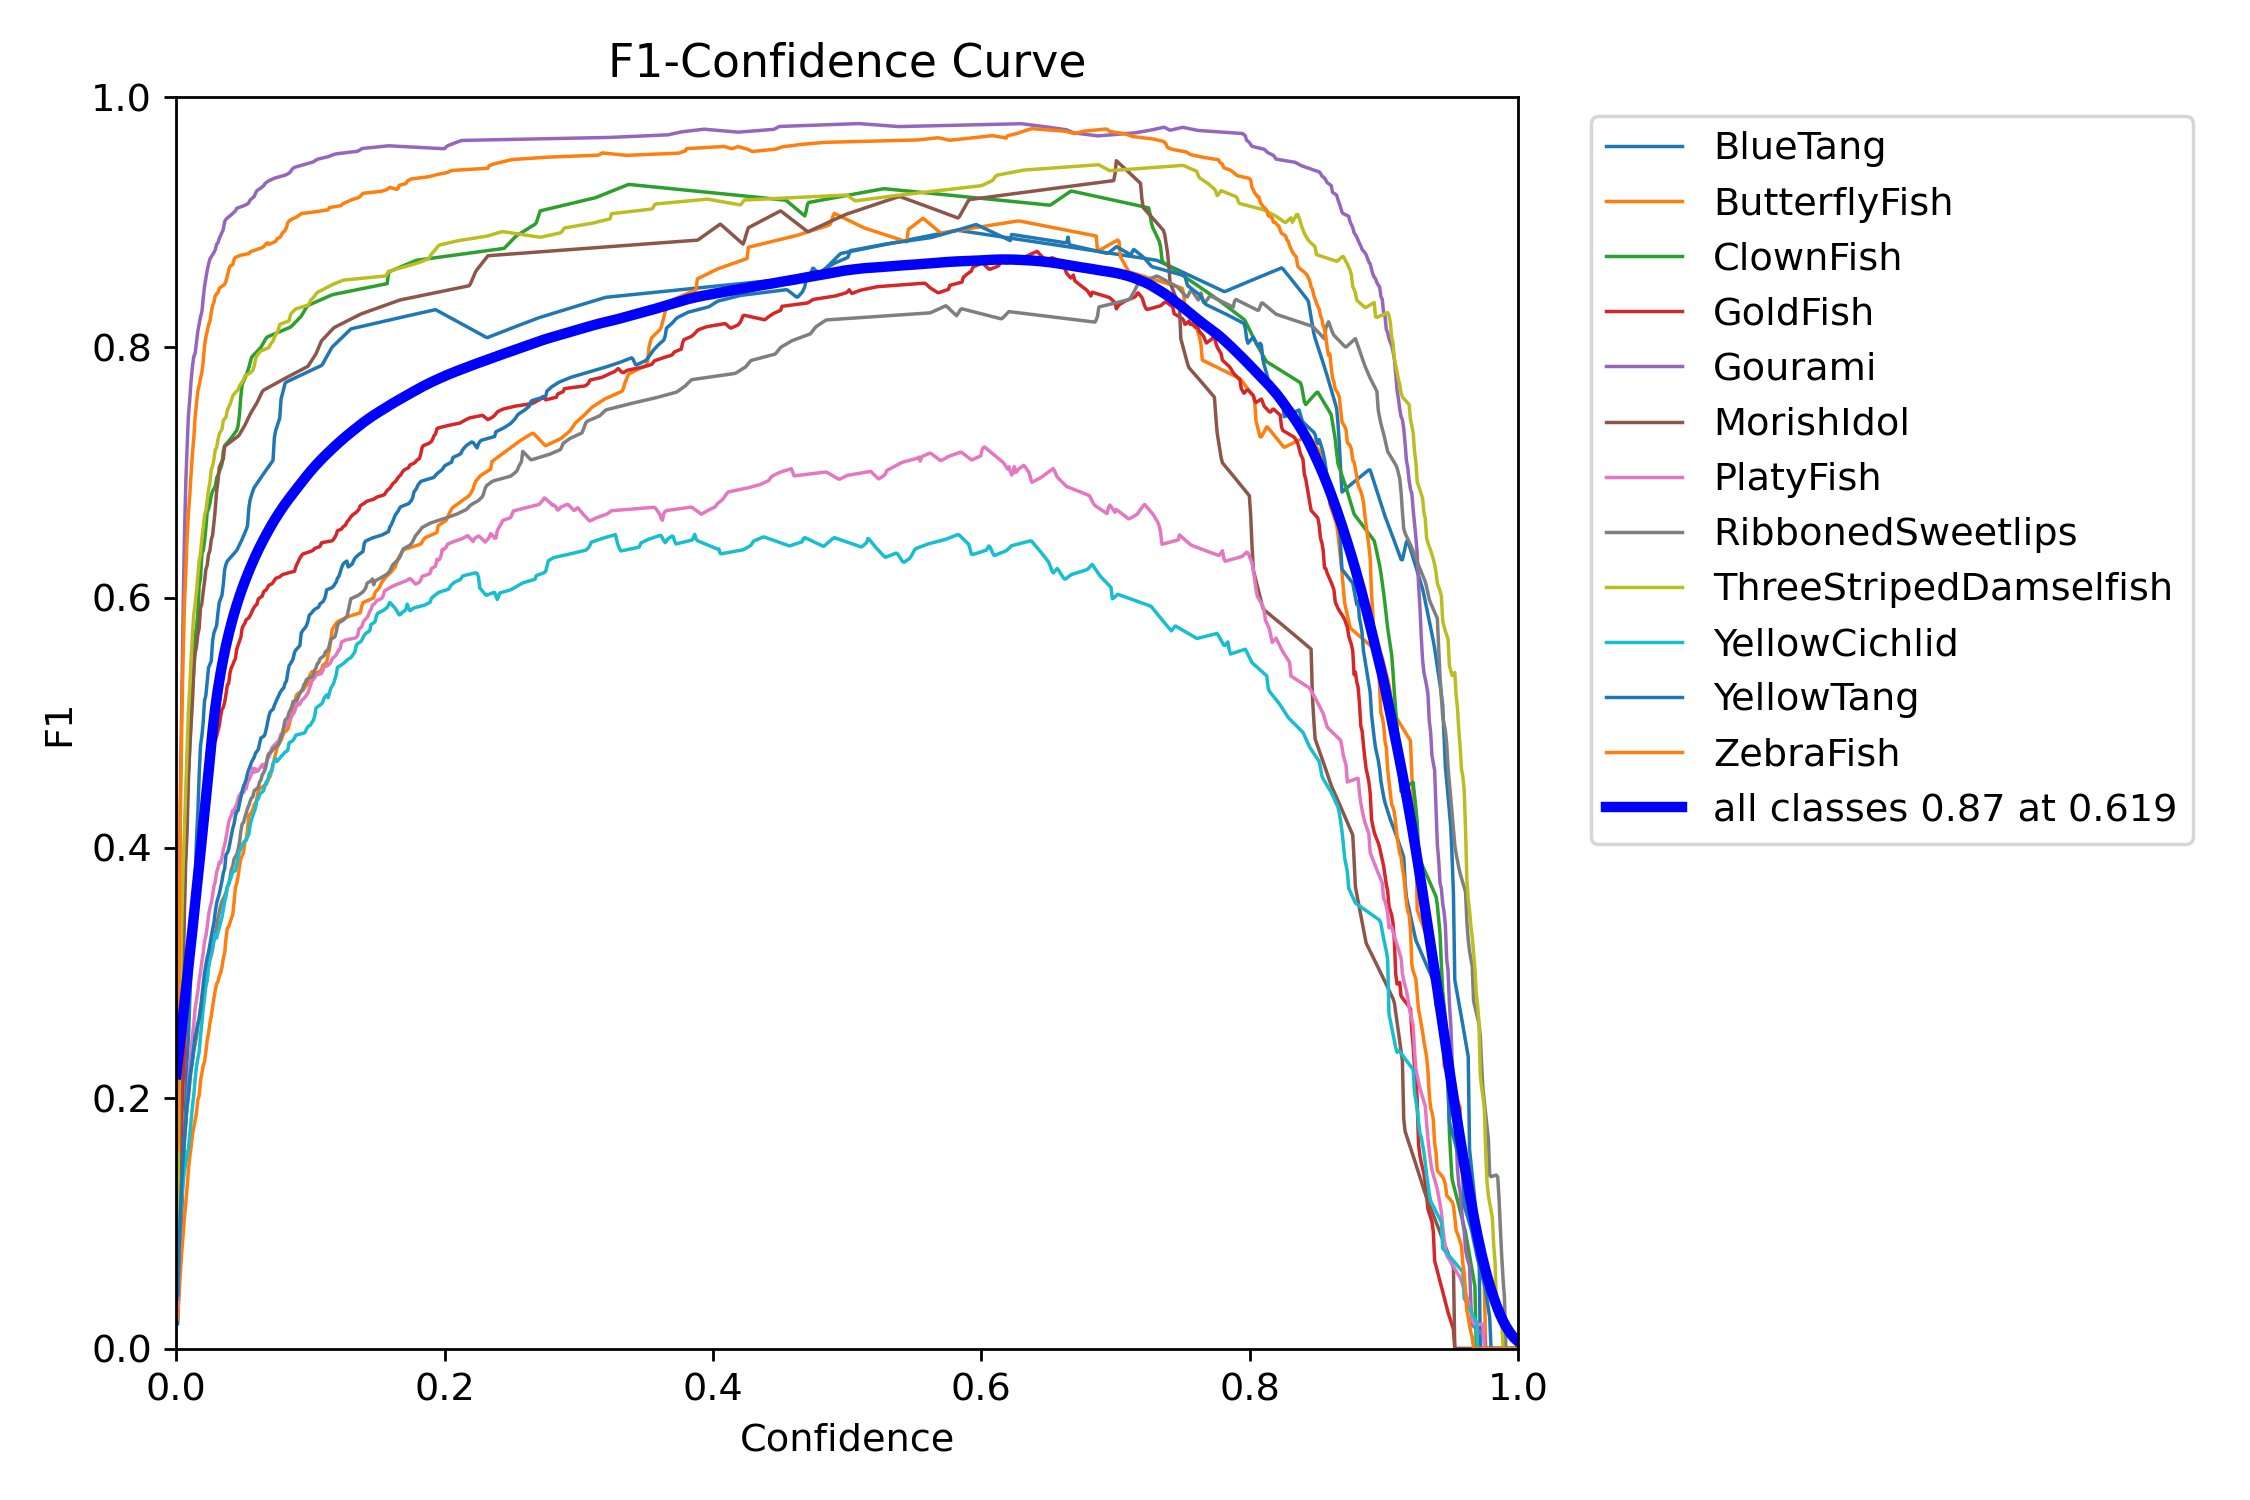 F1-Confidence Curve
1.0
0.8
0.6
0.4
0.2
0.0
F1
0.0 0.2 0.4 0.6 0.8 1.0
Confidence
BlueTang
ButterflyFish
ClownFish
GoldFish
Gourami
MorishIdol
PlatyFish
RibbonedSweetlips
ThreeStripedDamselfish
YellowCichlid
YellowTang
ZebraFish
all classes 0.87 at 0.619